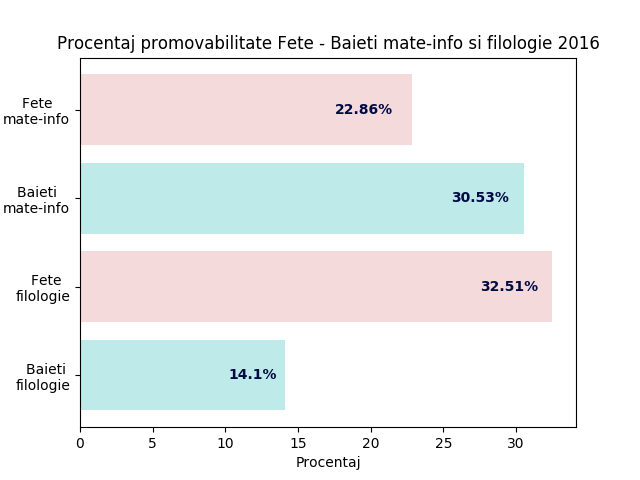 Procentaj promovabilitate Fete - Baieti mate-info si filologie 2016
Fete
mate-info
22.86%
Baieti
mate-info
30.53%
Fete
filologie
32.51%
Baieti
filologie
14.1%
0 5 10 15 20 25 30
Procentaj